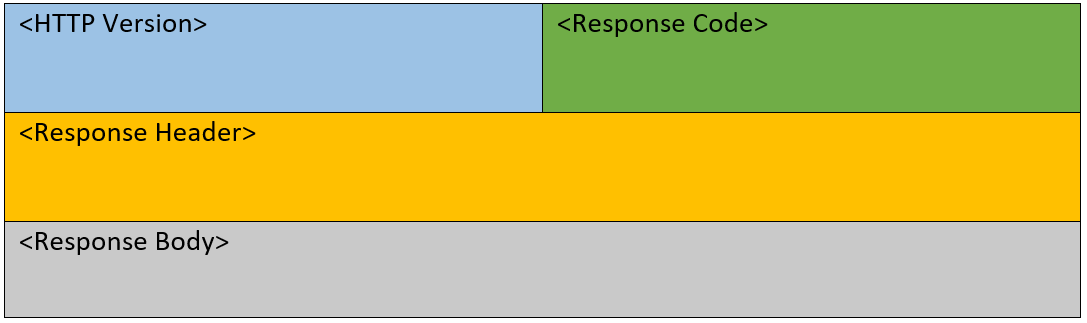 <HTTP Version>
<Response Code>
<Response Header>
<Response Body>